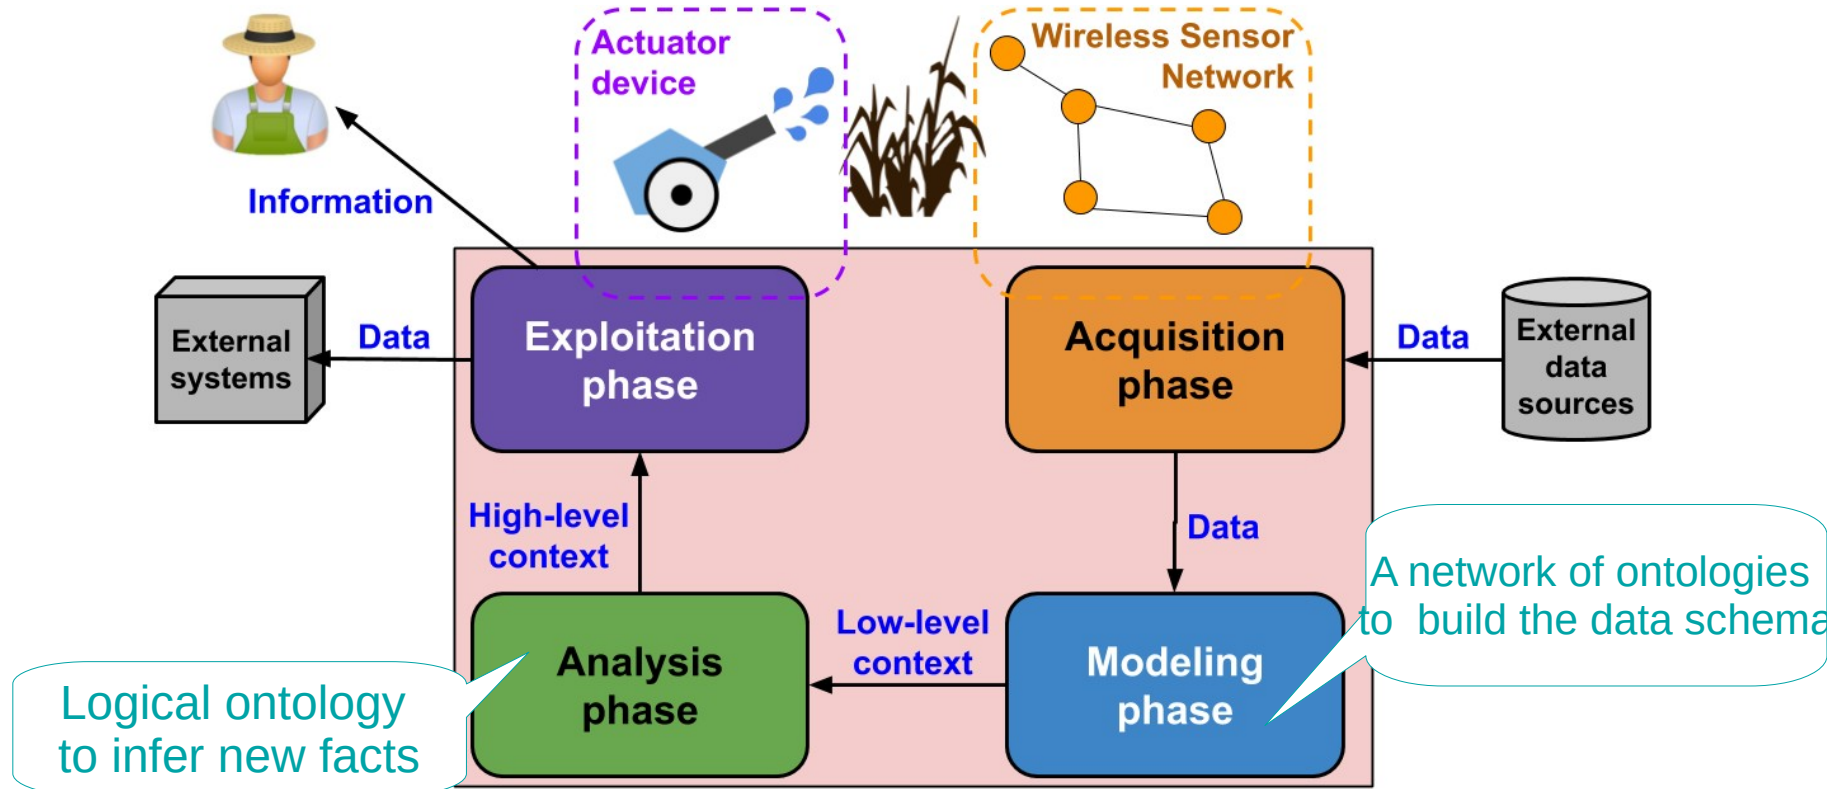 Actuator
device
Wireless Sensor
Network
Information
External
systems
Data
Exploitation
phase
Acquisition
phase
Data
External
data
sources
High-level
context
Data
Low-level
context
Analysis
phase
Modeling
phase
A network of ontologies
to build the data schema
Logical ontology
to infer new facts